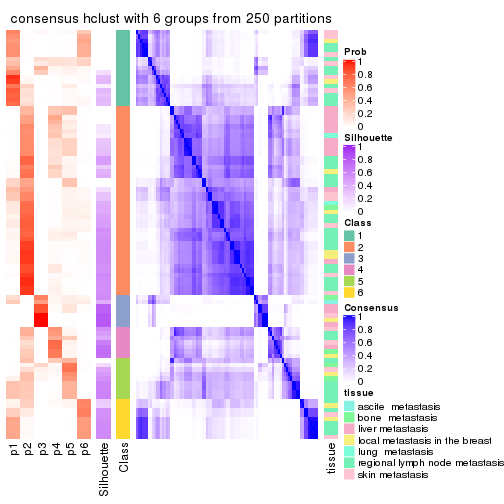 consensus hclust with 6 groups from 250 partitions
Prob
1
0.8
0.6
0.4
0.2
0
Silhouette
1
0.8
0.6
0.4
0.2
0
Class
1
2
3
4
5
6
Consensus
1
0.8
0.6
0.4
0.2
0
tissue
ascite metastasis
bone metastasis
liver metastasis
local metastasis in the breast
lung metastasis
regional lymph node metastasis
skin metastasis
p1
p2
p3
p4
p5
p6
Silhouette
Class
tissue